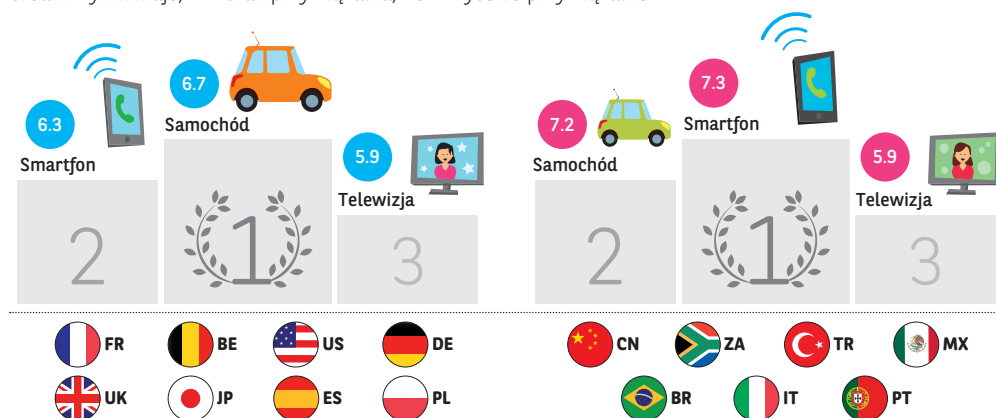 6.7
6.3
Samochód
Smartfon
5.9
Telewizja
2
1
3
7.3
7.2
Smartfon
Samochód
5.9
Telewizja
2
1
3
FR BE US DE
UK JP ES PL
CN ZA TR MX
BR IT PT